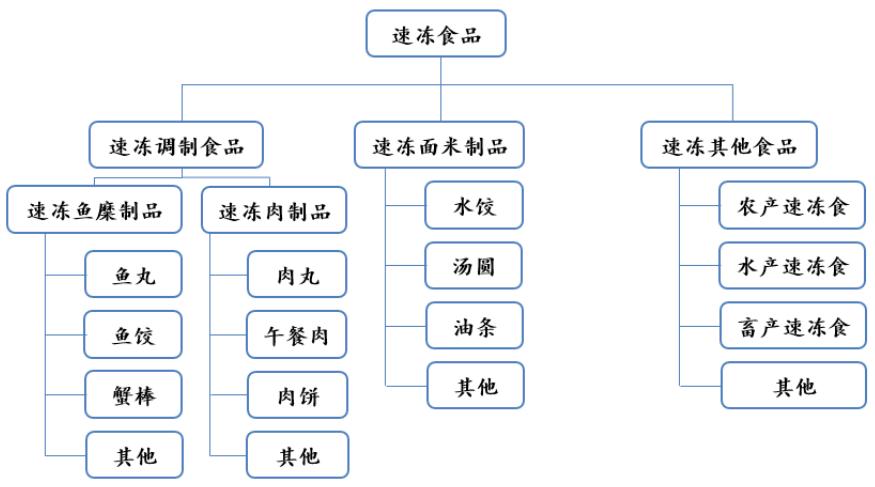 速冻食品
速冻调制食品
速冻面米制品
速冻其他食品
速冻鱼糜制品
速冻肉制品
鱼丸
鱼饺
蟹棒
其他
肉丸
午餐肉
肉饼
其他
水饺
汤圆
油条
其他
农产速冻食
水产速冻食
畜产速冻食
其他